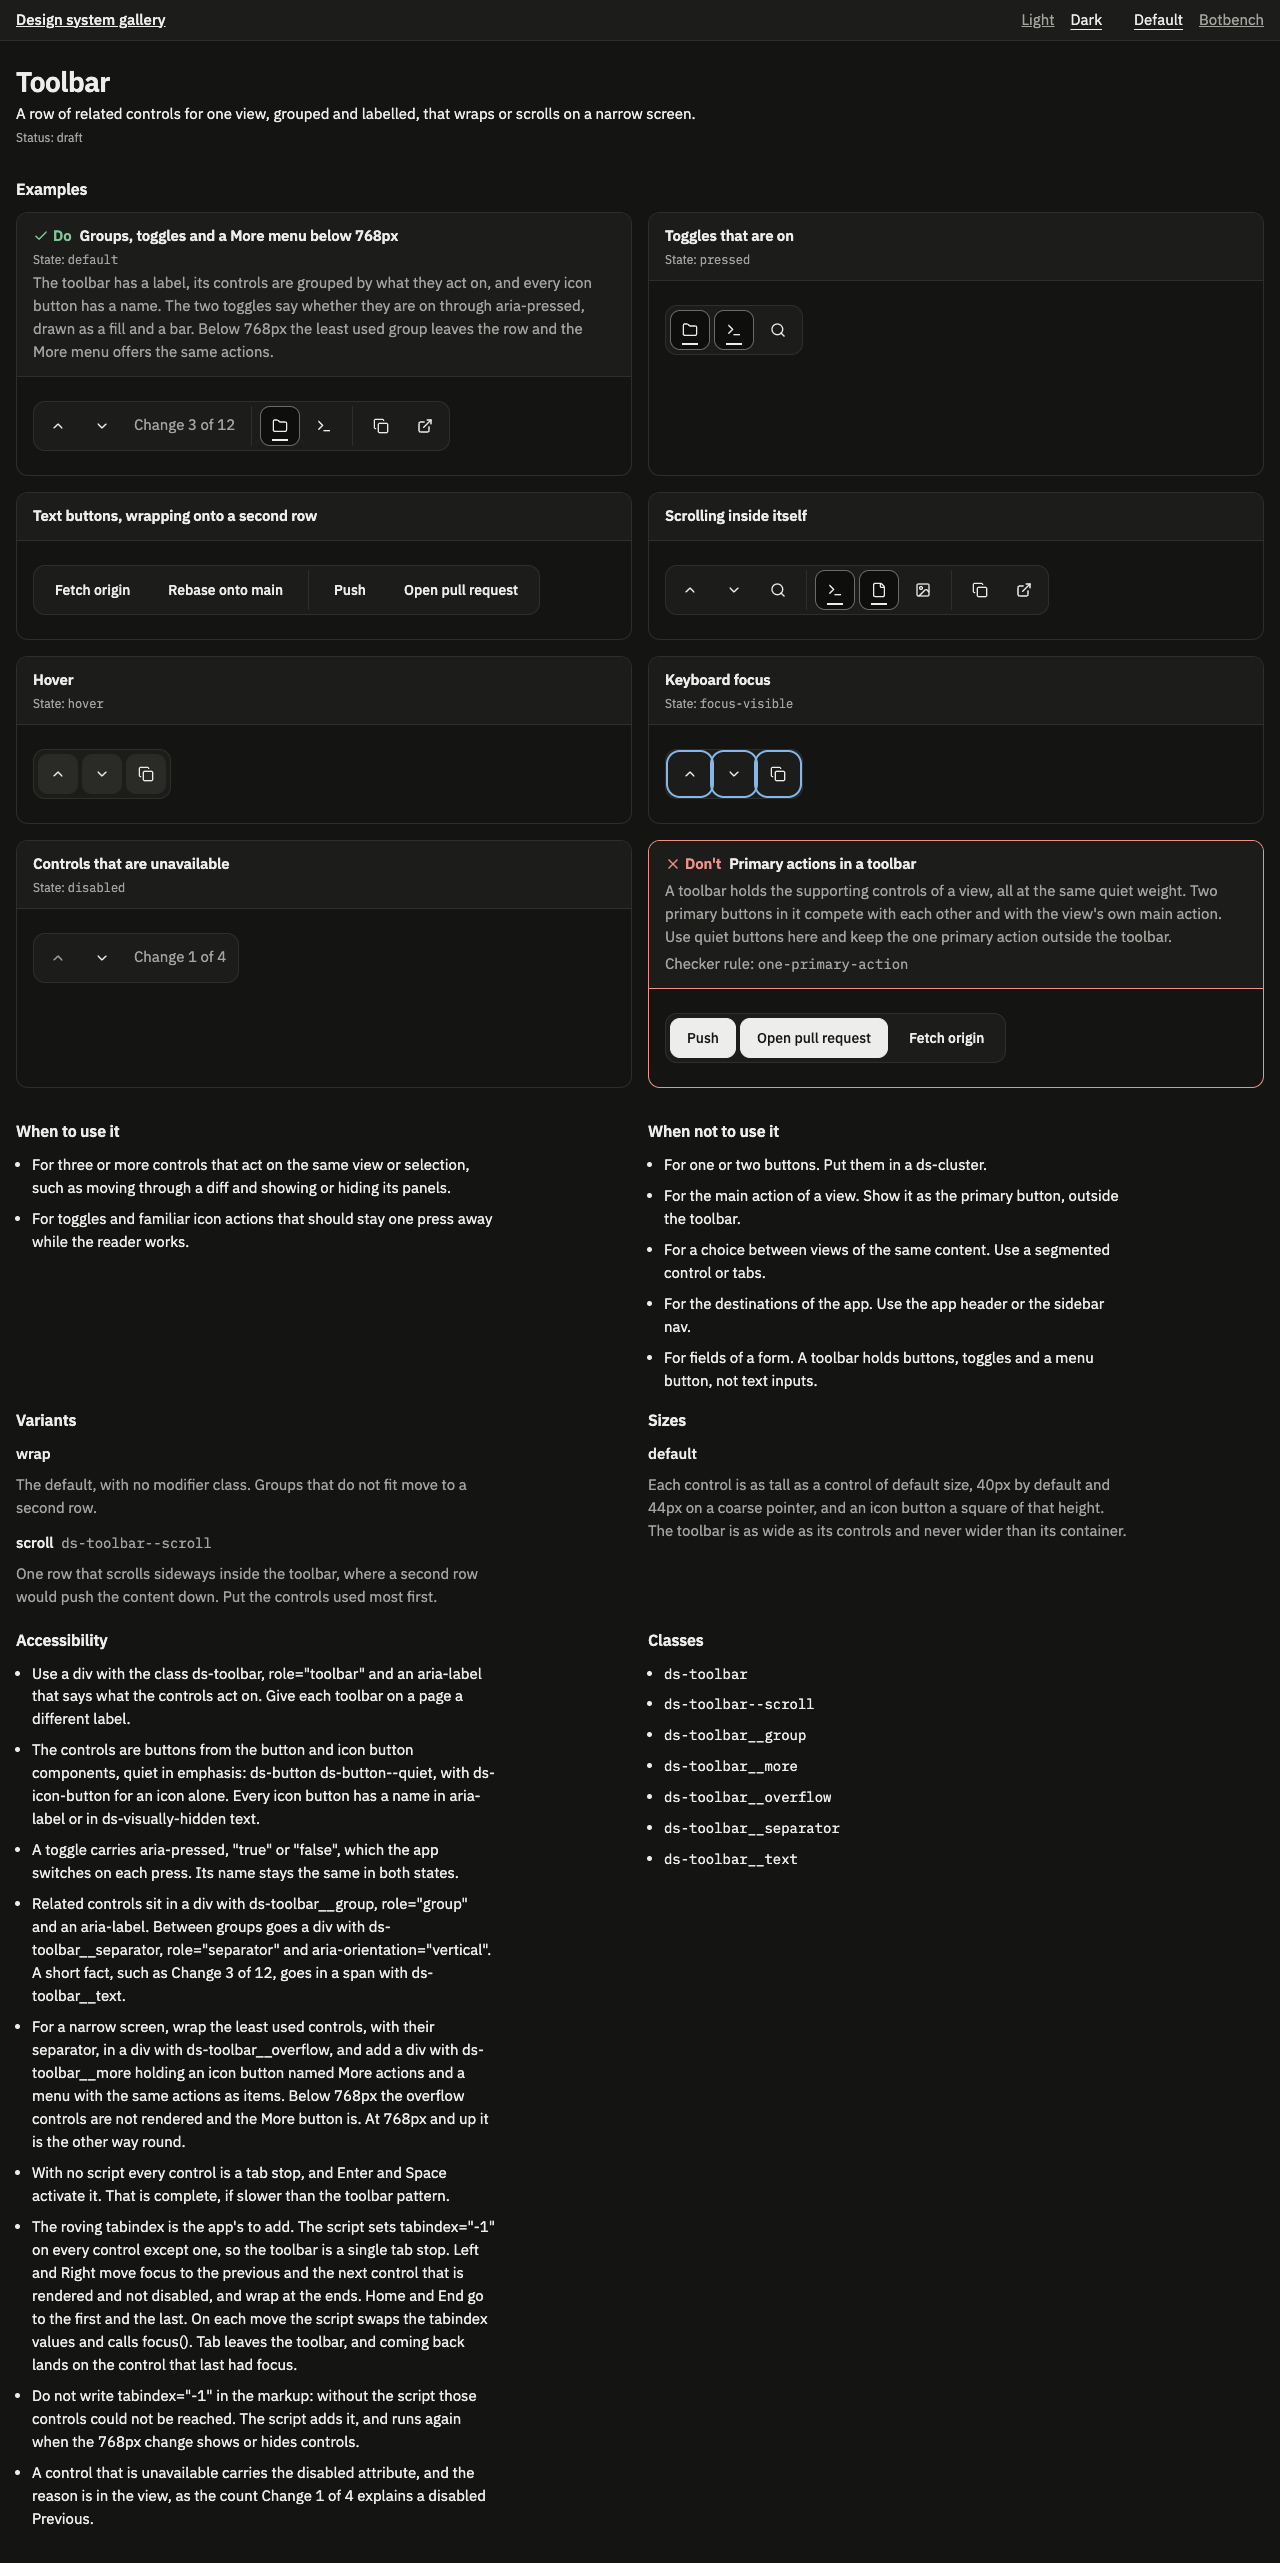 Design system gallery
Light Dark Default Botbench
Toolbar
A row of related controls for one view, grouped and labelled, that wraps or scrolls on a narrow screen.
Status: draft
Examples
Do Groups, toggles and a More menu below 768px
State: default
The toolbar has a label, its controls are grouped by what they act on, and every icon
button has a name. The two toggles say whether they are on through aria-pressed,
drawn as a fill and a bar. Below 768px the least used group leaves the row and the
More menu offers the same actions.
Change 3 of 12
Toggles that are on
State: pressed
Text buttons, wrapping onto a second row
Fetch origin Rebase onto main Push Open pull request
Scrolling inside itself
Hover
State: hover
Keyboard focus
State: focus-visible
Controls that are unavailable
State: disabled
Change 1 of 4
Don't Primary actions in a toolbar
A toolbar holds the supporting controls of a view, all at the same quiet weight. Two
primary buttons in it compete with each other and with the view's own main action.
Use quiet buttons here and keep the one primary action outside the toolbar.
Checker rule: one-primary-action
Push Open pull request Fetch origin
When to use it
• For three or more controls that act on the same view or selection,
such as moving through a diff and showing or hiding its panels.
• For toggles and familiar icon actions that should stay one press away
while the reader works.
When not to use it
• For one or two buttons. Put them in a ds-cluster.
• For the main action of a view. Show it as the primary button, outside
the toolbar.
• For a choice between views of the same content. Use a segmented
control or tabs.
• For the destinations of the app. Use the app header or the sidebar
nav.
• For fields of a form. A toolbar holds buttons, toggles and a menu
button, not text inputs.
Variants
wrap
The default, with no modifier class. Groups that do not fit move to a
second row.
scroll ds-toolbar--scroll
One row that scrolls sideways inside the toolbar, where a second row
would push the content down. Put the controls used most first.
Sizes
default
Each control is as tall as a control of default size, 40px by default and
44px on a coarse pointer, and an icon button a square of that height.
The toolbar is as wide as its controls and never wider than its container.
Accessibility
• Use a div with the class ds-toolbar, role="toolbar" and an aria-label
that says what the controls act on. Give each toolbar on a page a
different label.
• The controls are buttons from the button and icon button
components, quiet in emphasis: ds-button ds-button--quiet, with ds-
icon-button for an icon alone. Every icon button has a name in aria-
label or in ds-visually-hidden text.
• A toggle carries aria-pressed, "true" or "false", which the app
switches on each press. Its name stays the same in both states.
• Related controls sit in a div with ds-toolbar__group, role="group"
and an aria-label. Between groups goes a div with ds-
toolbar__separator, role="separator" and aria-orientation="vertical".
A short fact, such as Change 3 of 12, goes in a span with ds-
toolbar__text.
• For a narrow screen, wrap the least used controls, with their
separator, in a div with ds-toolbar__overflow, and add a div with ds-
toolbar__more holding an icon button named More actions and a
menu with the same actions as items. Below 768px the overflow
controls are not rendered and the More button is. At 768px and up it
is the other way round.
• With no script every control is a tab stop, and Enter and Space
activate it. That is complete, if slower than the toolbar pattern.
• The roving tabindex is the app's to add. The script sets tabindex="-1"
on every control except one, so the toolbar is a single tab stop. Left
and Right move focus to the previous and the next control that is
rendered and not disabled, and wrap at the ends. Home and End go
to the first and the last. On each move the script swaps the tabindex
values and calls focus(). Tab leaves the toolbar, and coming back
lands on the control that last had focus.
• Do not write tabindex="-1" in the markup: without the script those
controls could not be reached. The script adds it, and runs again
when the 768px change shows or hides controls.
• A control that is unavailable carries the disabled attribute, and the
reason is in the view, as the count Change 1 of 4 explains a disabled
Previous.
Classes
• ds-toolbar
• ds-toolbar--scroll
• ds-toolbar__group
• ds-toolbar__more
• ds-toolbar__overflow
• ds-toolbar__separator
• ds-toolbar__text